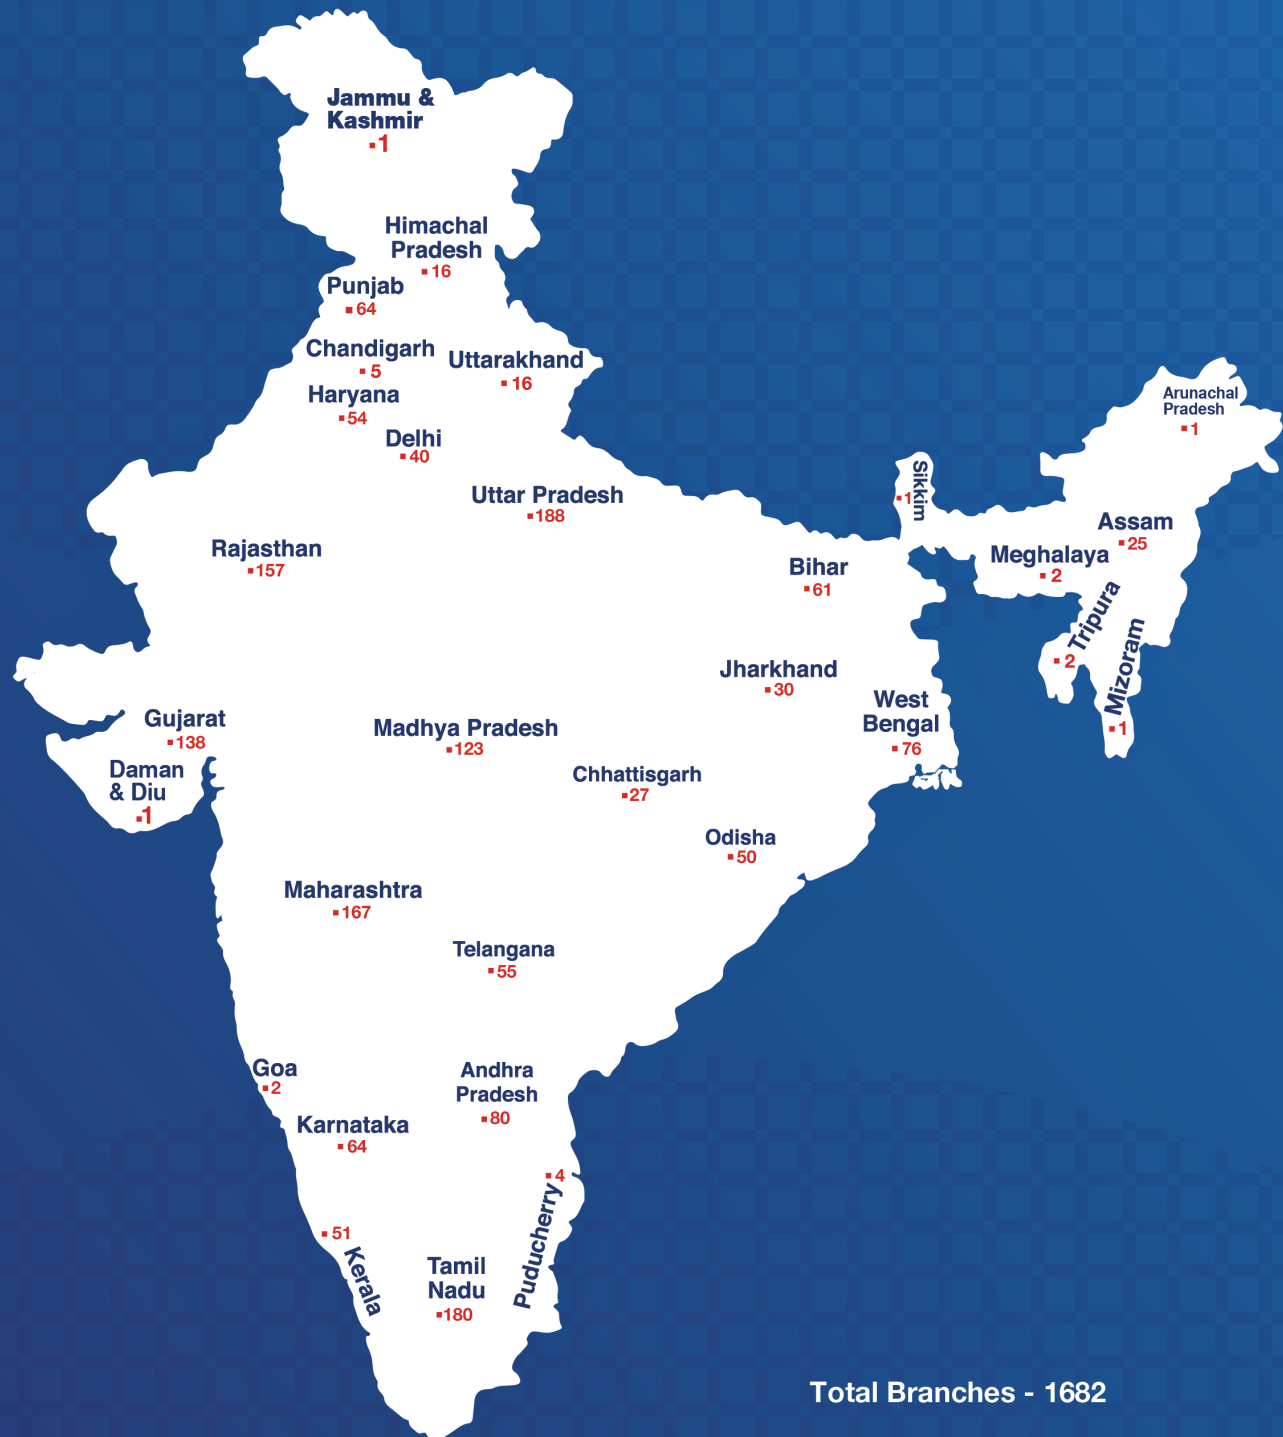 Jammu &
Kashmir
1
Himachal
Pradesh
16
Punjab
64
Chandigarh
5
Uttarakhand
16
Haryana
54
Delhi
40
Arunachal
Pradesh
1
Sikkim
1
Uttar Pradesh
188
Assam
25
Rajasthan
157
Meghalaya
2
Bihar
61
Tripura
2
Mizoram
1
Jharkhand
30
West
Bengal
76
Gujarat
138
Madhya Pradesh
123
Daman
& Diu
1
Chhattisgarh
27
Odisha
50
Maharashtra
167
Telangana
55
Goa
2
Andhra
Pradesh
80
Karnataka
64
4
Puducherry
51
Kerala
Tamil
Nadu
180
Total Branches - 1682